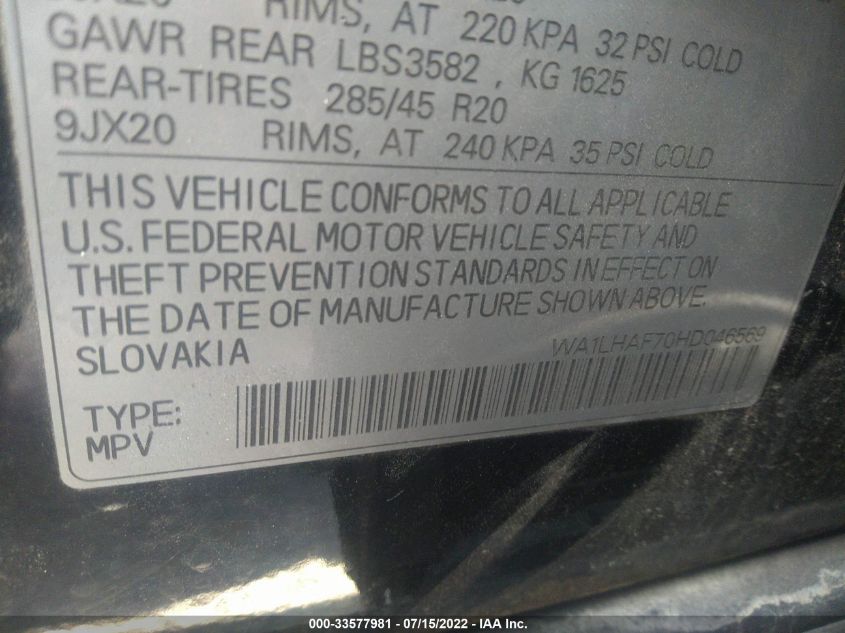 RIMS, AT 220 KPA 32 PSI COLD
GAWR REAR LBS3582 , KG 1625
REAR-TIRES 285/45 R20
9JX20 RIMS, AT 240 KPA 35 PSI COLD
THIS VEHICLE CONFORMS TO ALL APPLICABLE
U.S. FEDERAL MOTOR VEHICLE SAFETY AND
THEFT PREVENTION STANDARDS IN EFFECT ON
THE DATE OF MANUFACTURE SHOWN ABOVE.
SLOVAKIA WA1LHAF70HD046569
TYPE:
MPV
000-33577981 - 07/15/2022 - IAA Inc.